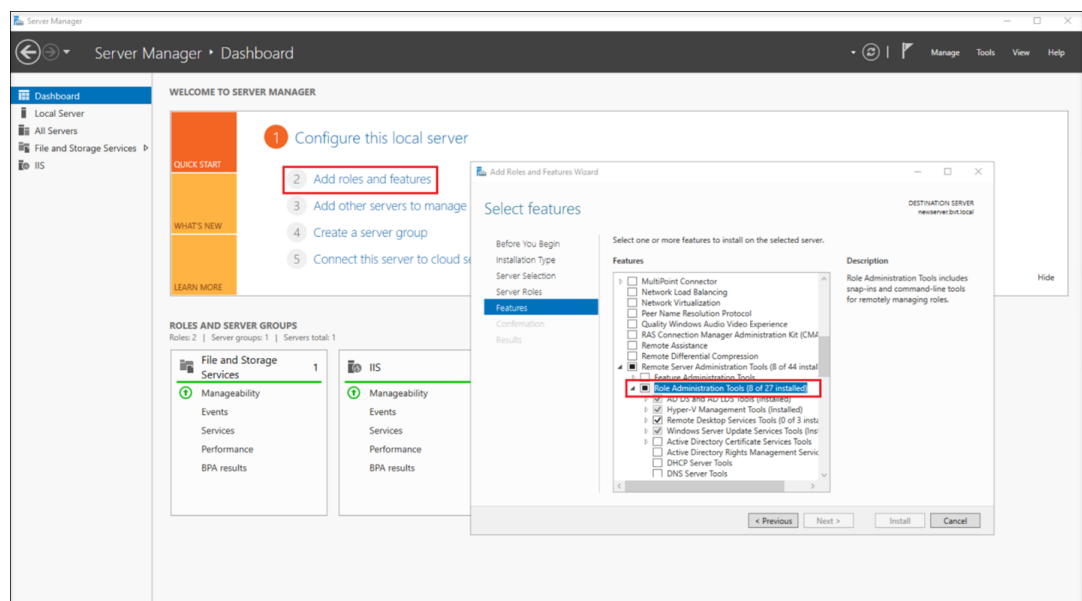 Server Manager
Server Manager • Dashboard
Manage Tools View Help
Dashboard
Local Server
All Servers
File and Storage Services
IIS
WELCOME TO SERVER MANAGER
QUICK START
WHAT'S NEW
LEARN MORE
1 Configure this local server
2 Add roles and features
3 Add other servers to manage
4 Create a server group
5 Connect this server to cloud se
Hide
ROLES AND SERVER GROUPS
Roles: 2 | Server groups: 1 | Servers total: 1
File and Storage Services 1
Manageability
Events
Services
Performance
BPA results
IIS
Manageability
Events
Services
Performance
BPA results
Add Roles and Features Wizard
Select features
DESTINATION SERVER
newserver.bvt.local
Before You Begin
Installation Type
Server Selection
Server Roles
Features
Confirmation
Results
Select one or more features to install on the selected server.
Features
MultiPoint Connector
Network Load Balancing
Network Virtualization
Peer Name Resolution Protocol
Quality Windows Audio Video Experience
RAS Connection Manager Administration Kit (CMA
Remote Assistance
Remote Differential Compression
Remote Server Administration Tools (8 of 44 instal
Feature Administration Tools
Role Administration Tools (8 of 27 installed)
AD DS and AD LDS Tools (Installed)
Hyper-V Management Tools (Installed)
Remote Desktop Services Tools (0 of 3 insta
Windows Server Update Services Tools (Ins
Active Directory Certificate Services Tools
Active Directory Rights Management Servic
DHCP Server Tools
DNS Server Tools
Description
Role Administration Tools includes
snap-ins and command-line tools
for remotely managing roles.
< Previous
Next >
Install
Cancel